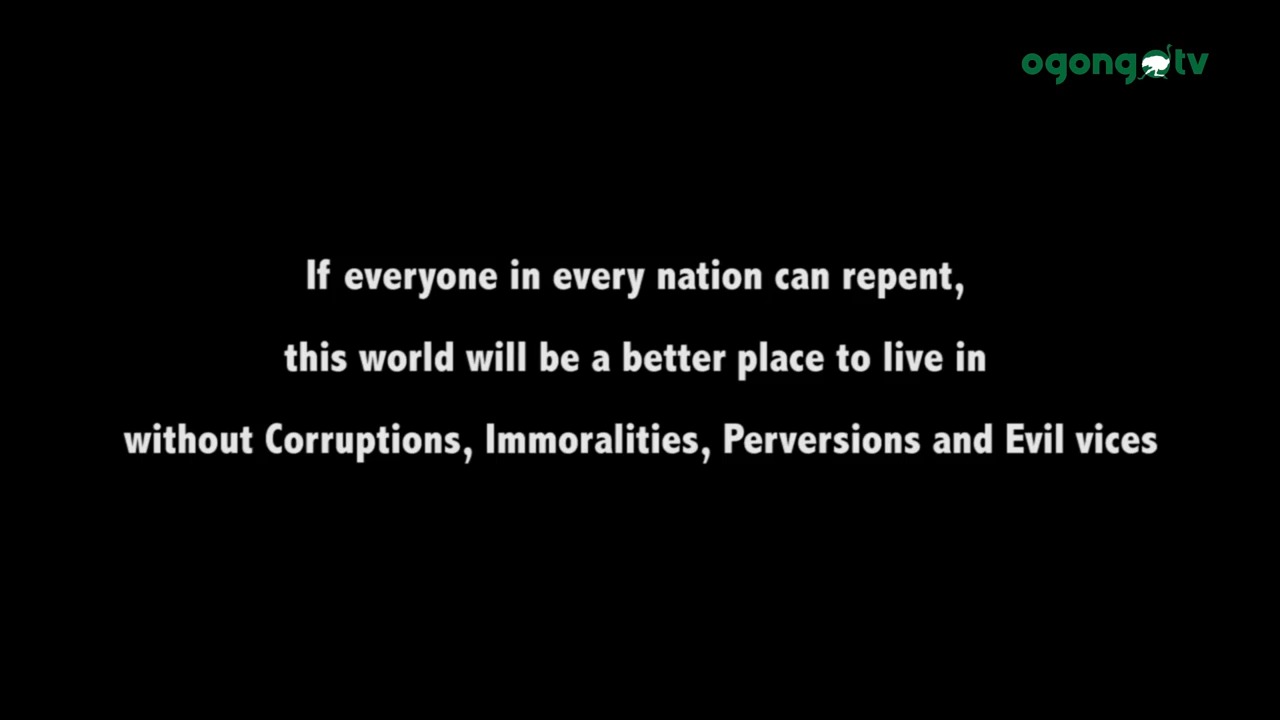 ogongo tv
If everyone in every nation can repent,
this world will be a better place to live in
without Corruptions, Immoralities, Perversions and Evil vices